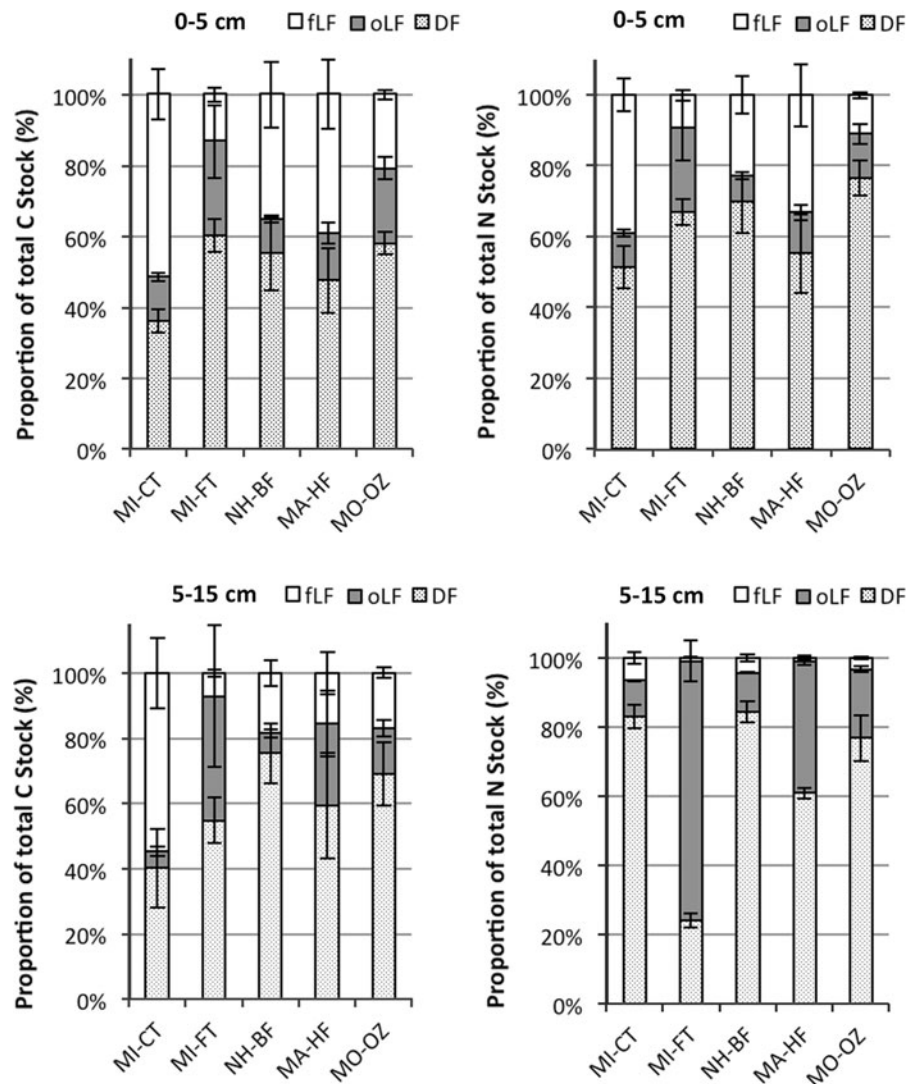 0-5 cm fLF oLF DF
Proportion of total C Stock (%)
100%
80%
60%
40%
20%
0%
MI-CT MI-FT NH-BF MA-HF MO-OZ
0-5 cm fLF oLF DF
Proportion of total N Stock (%)
100%
80%
60%
40%
20%
0%
MI-CT MI-FT NH-BF MA-HF MO-OZ
5-15 cm fLF oLF DF
Proportion of total C Stock (%)
100%
80%
60%
40%
20%
0%
MI-CT MI-FT NH-BF MA-HF MO-OZ
5-15 cm fLF oLF DF
Proportion of total N Stock (%)
100%
80%
60%
40%
20%
0%
MI-CT MI-FT NH-BF MA-HF MO-OZ